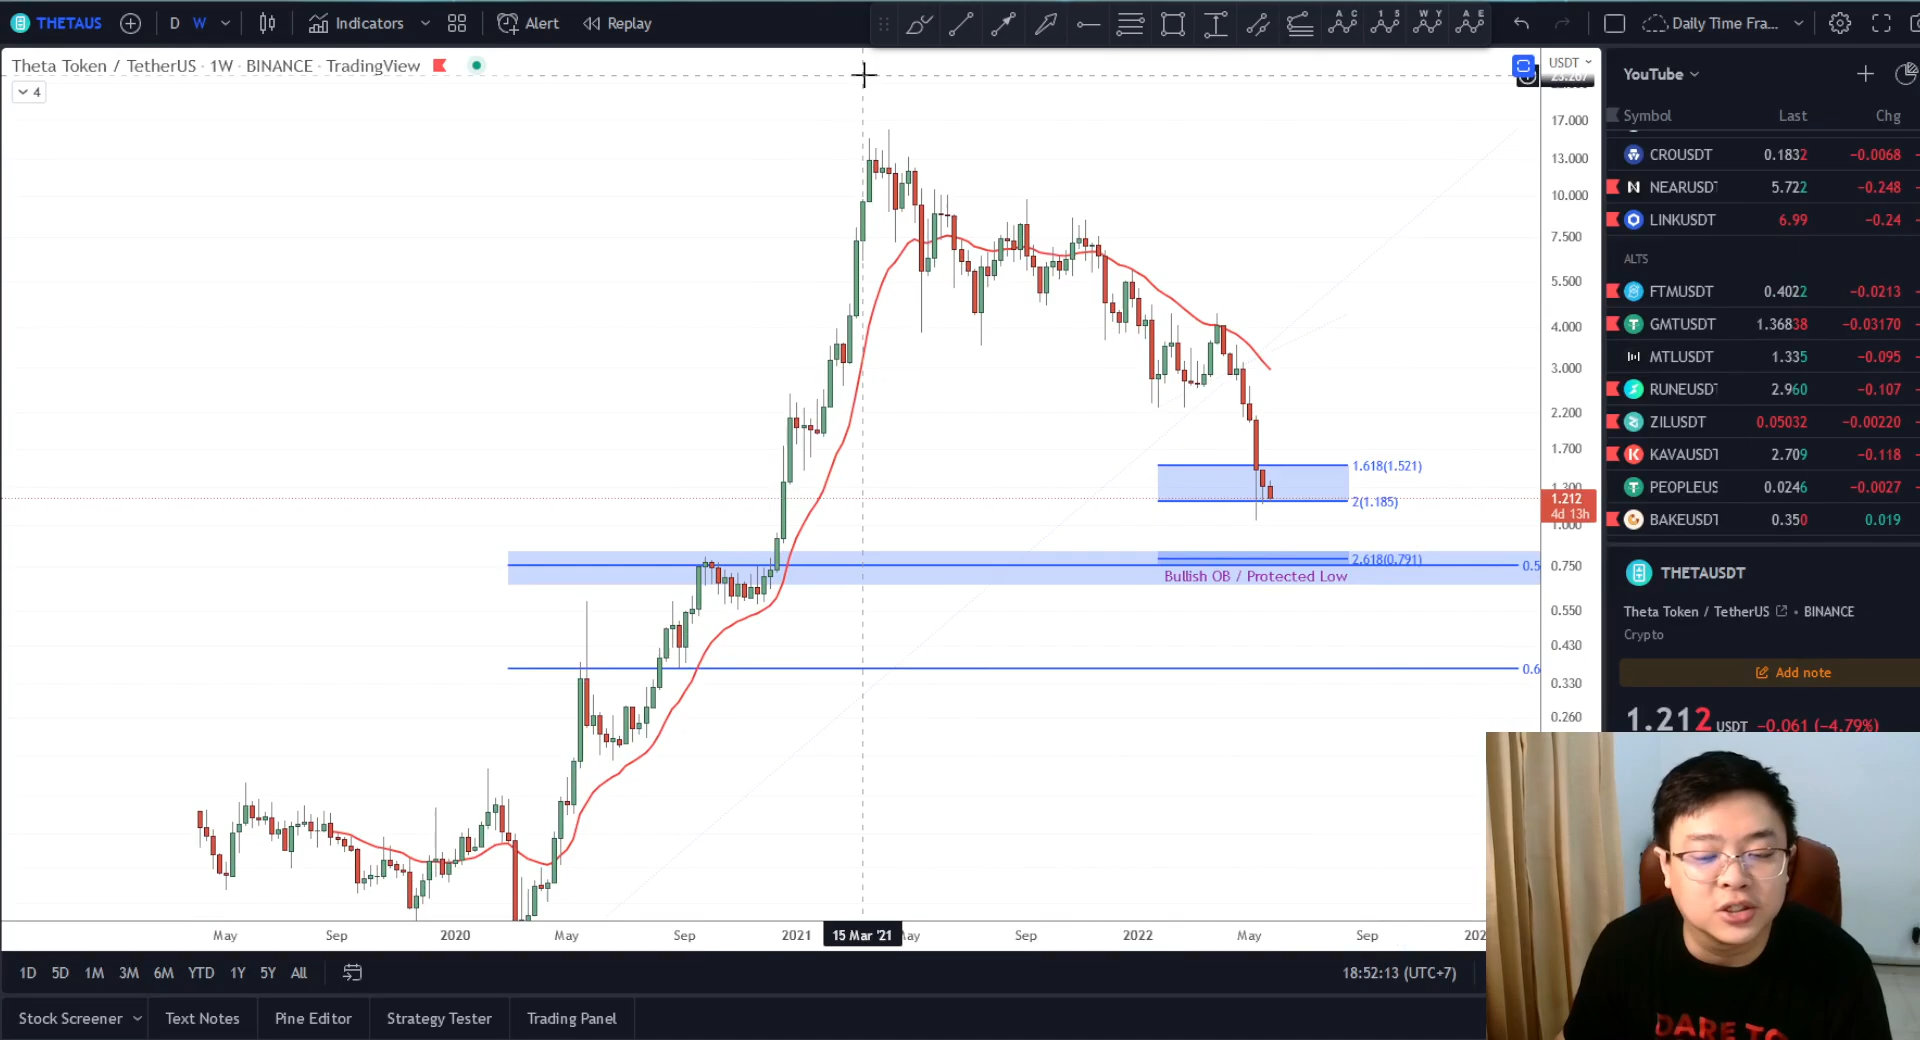 THETAUS D W Indicators Alert Replay Daily Time Fra...
Theta Token / TetherUS · 1W · BINANCE · TradingView
4
USDT
17.000
13.000
10.000
7.500
5.500
4.000
3.000
2.200
1.700
1.300
1.212
4d 13h
1.000
0.750
0.550
0.430
0.330
0.260
1.618(1.521)
2(1.185)
2.618(0.791)
Bullish OB / Protected Low
0.5
0.6
May Sep 2020 May Sep 2021 15 Mar '21 May Sep 2022 May Sep
1D 5D 1M 3M 6M YTD 1Y 5Y All
18:52:13 (UTC+7)
Stock Screener Text Notes Pine Editor Strategy Tester Trading Panel
YouTube
Symbol Last Chg
CROUSDT 0.1832 −0.0068
NEARUSDT 5.722 −0.248
LINKUSDT 6.99 −0.24
ALTS
FTMUSDT 0.4022 −0.0213
GMTUSDT 1.36838 −0.03170
MTLUSDT 1.335 −0.095
RUNEUSDT 2.960 −0.107
ZILUSDT 0.05032 −0.00220
KAVAUSDT 2.709 −0.118
PEOPLEUS 0.0246 −0.0027
BAKEUSDT 0.350 0.019
THETAUSDT
Theta Token / TetherUS • BINANCE
Crypto
Add note
1.212 USDT −0.061 (−4.79%)
DARE TO